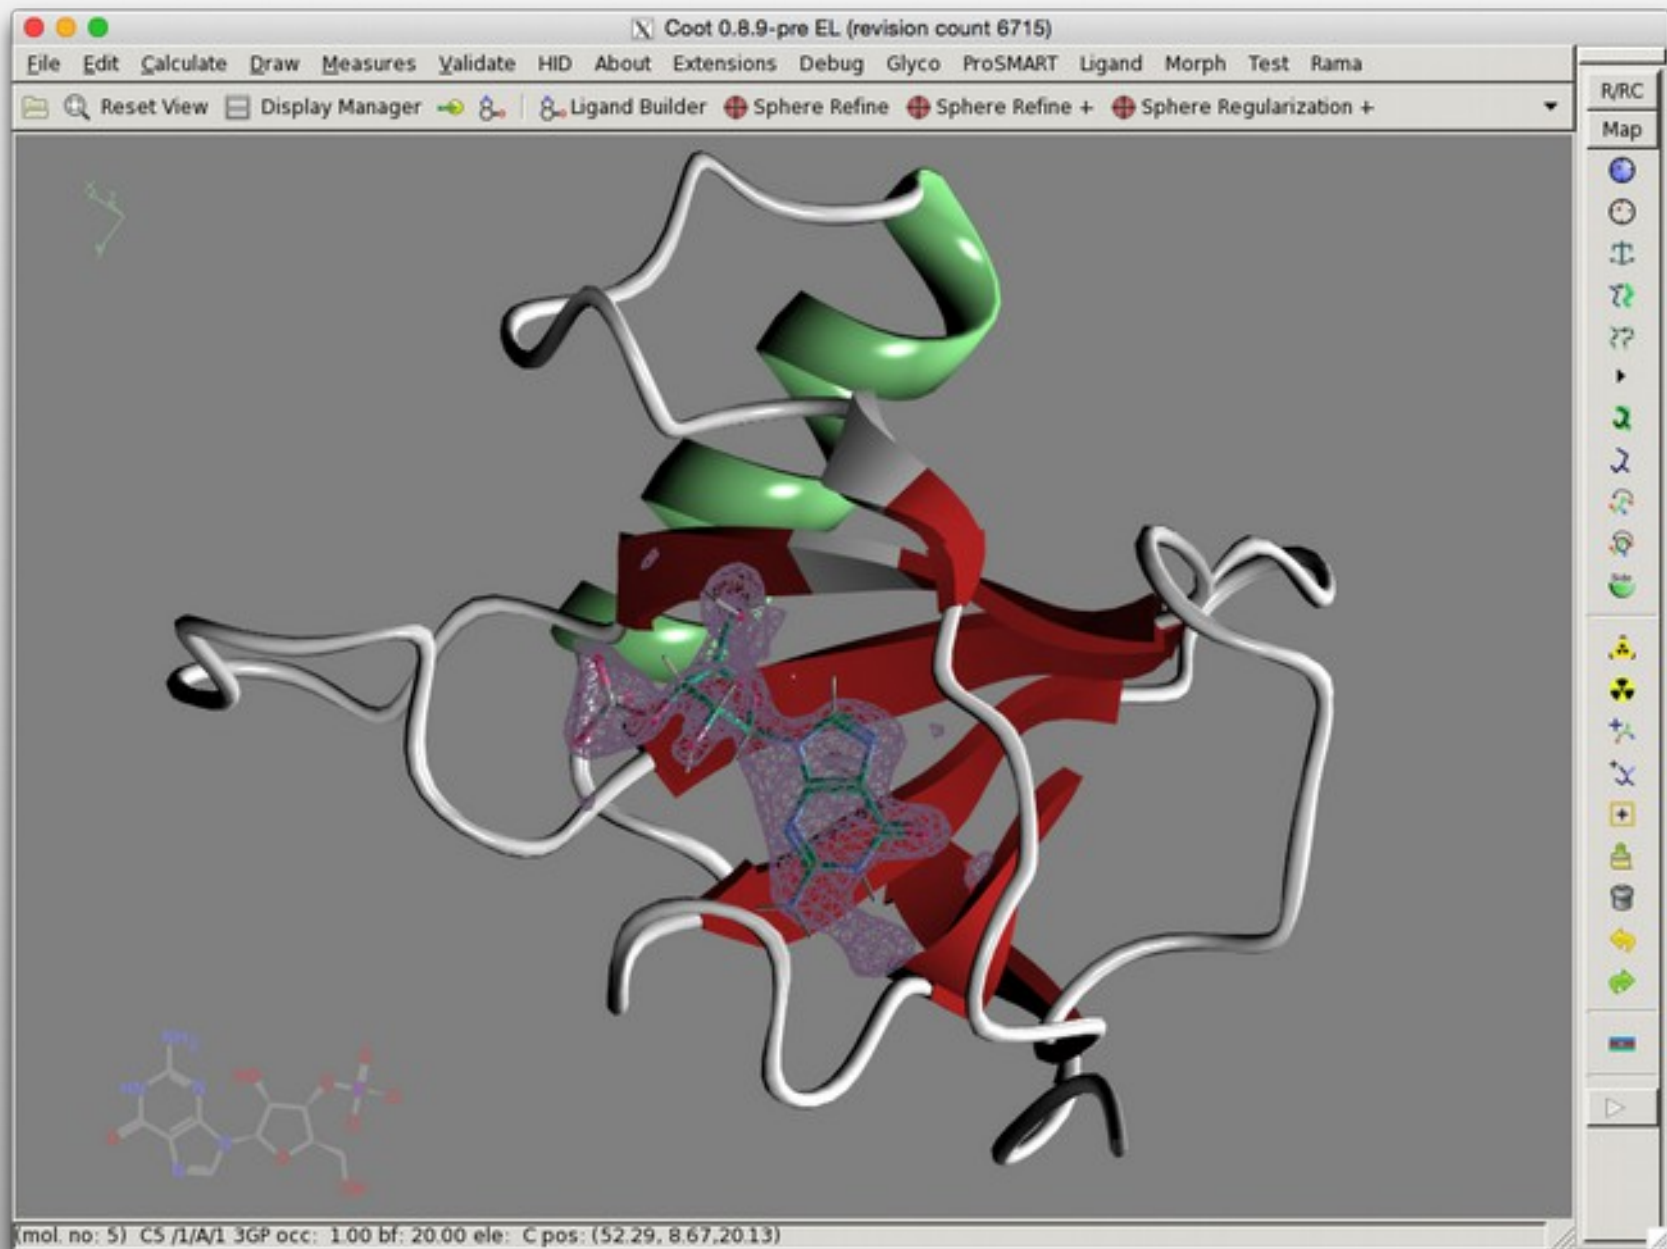 Coot 0.8.9-pre EL (revision count 6715)
File Edit Calculate Draw Measures Validate HID About Extensions Debug Glyco ProSMART Ligand Morph Test Rama
Reset View Display Manager Ligand Builder Sphere Refine Sphere Refine + Sphere Regularization +
R/RC
Map
Side
(mol. no: 5) C5 /1/A/1 3GP occ: 1.00 bf: 20.00 ele: C pos: (52.29, 8.67,20.13)